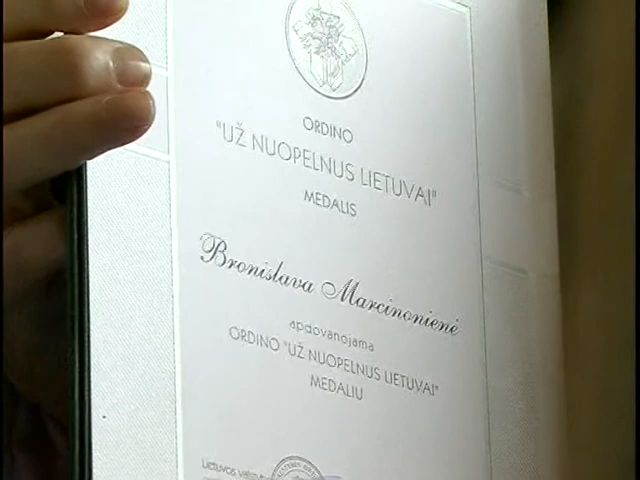 ORDINO
"UŽ NUOPELNUS LIETUVAI"
MEDALIS
Bronislava Marcinonienė
apdovanojama
ORDINO "UŽ NUOPELNUS LIETUVAI"
MEDALIU
Lietuvos